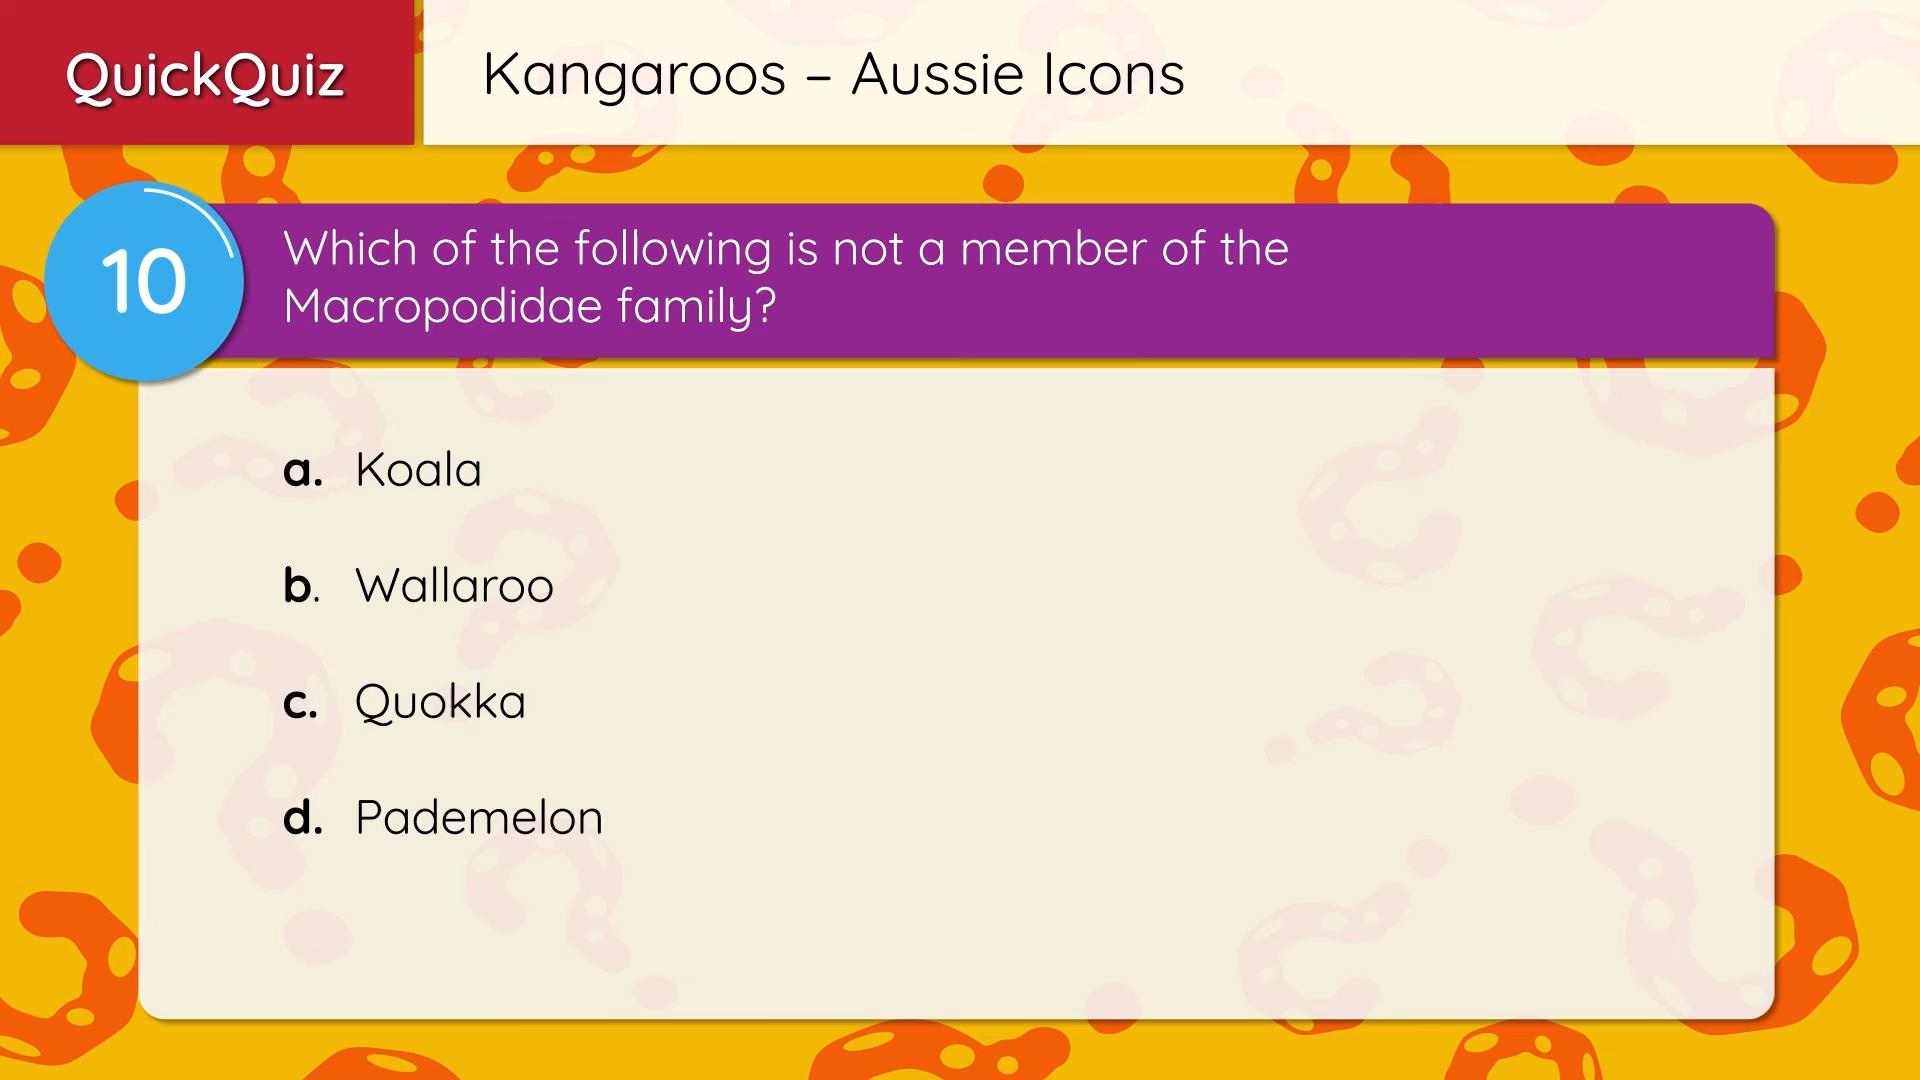 QuickQuiz
Kangaroos – Aussie Icons
10
Which of the following is not a member of the
Macropodidae family?
a. Koala
b. Wallaroo
c. Quokka
d. Pademelon